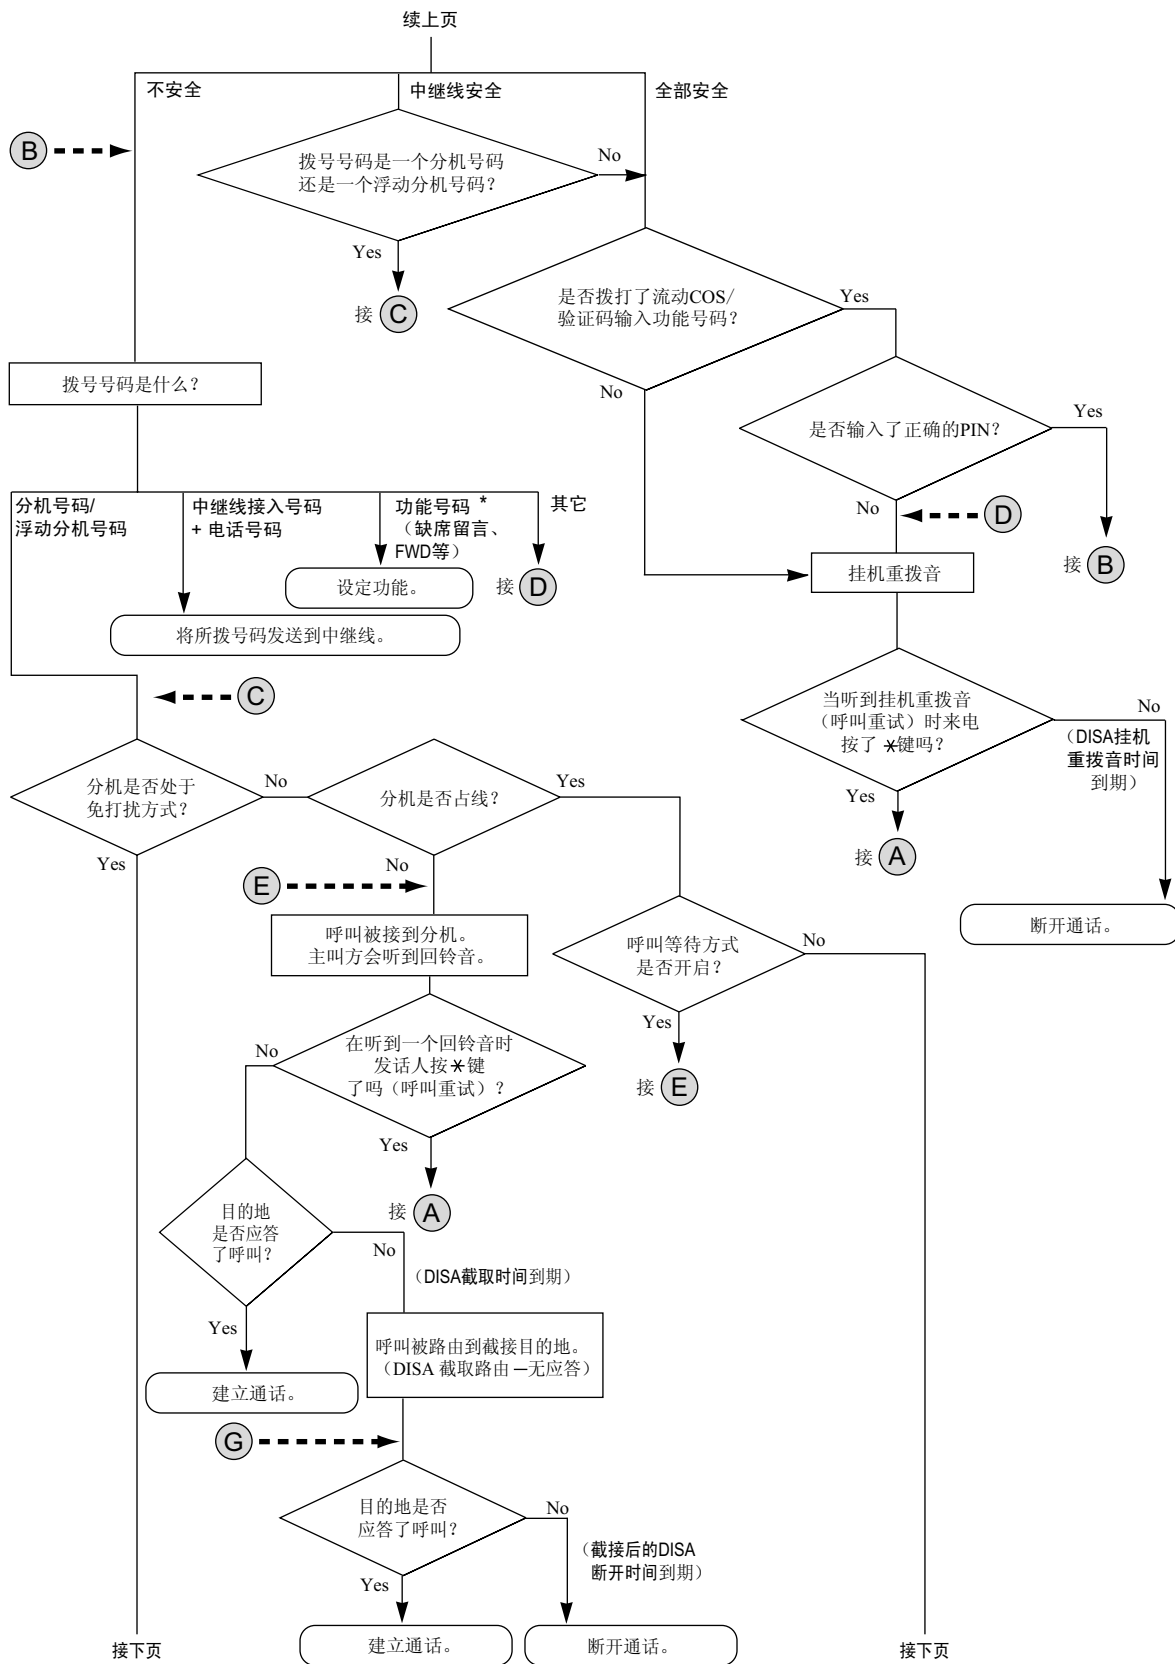 续上页
不安全
中继线安全
全部安全
B
拨号号码是一个分机号码
还是一个浮动分机号码？
No
Yes
接 C
是否拨打了流动COS/
验证码输入功能号码？
Yes
No
拨号号码是什么？
是否输入了正确的PIN？
Yes
No
D
接 B
分机号码/
浮动分机号码
中继线接入号码
+ 电话号码
功能号码 *
（缺席留言、
FWD等）
其它
接 D
设定功能。
将所拨号码发送到中继线。
挂机重拨音
C
当听到挂机重拨音
（呼叫重试）时来电
按了 *键吗？
No
（DISA挂机
重拨音时间
到期）
Yes
接 A
断开通话。
分机是否处于
免打扰方式？
No
Yes
分机是否占线？
Yes
No
E
呼叫被接到分机。
主叫方会听到回铃音。
呼叫等待方式
是否开启？
No
Yes
接 E
在听到一个回铃音时
发话人按*键
了吗（呼叫重试）？
No
Yes
接 A
目的地
是否应答
了呼叫？
No
（DISA截取时间到期）
Yes
建立通话。
呼叫被路由到截接目的地。
（DISA 截取路由 —无应答）
G
目的地是否
应答了呼叫？
No
（截接后的DISA
断开时间到期）
Yes
建立通话。
断开通话。
接下页
接下页